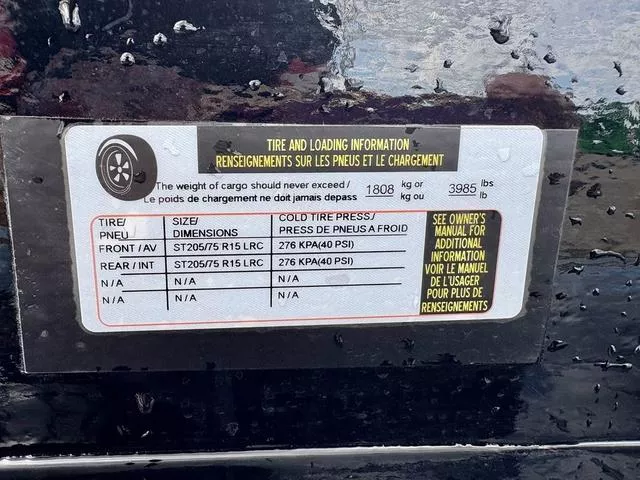 TIRE AND LOADING INFORMATION
RENSEIGNEMENTS SUR LES PNEUS ET LE CHARGEMENT
The weight of cargo should never exceed / 1808 kg or 3985 lbs
Le poids de chargement ne doit jamais depass kg ou lb
TIRE/ SIZE/ COLD TIRE PRESS./
PNEU DIMENSIONS PRESS DE PNEUS A FROID
FRONT / AV ST205/75 R15 LRC 276 KPA(40 PSI)
REAR / INT ST205/75 R15 LRC 276 KPA(40 PSI)
N / A N / A N / A
N / A N / A N / A
SEE OWNER'S
MANUAL FOR
ADDITIONAL
INFORMATION
VOIR LE MANUEL
DE L'USAGER
POUR PLUS DE
RENSEIGNEMENTS